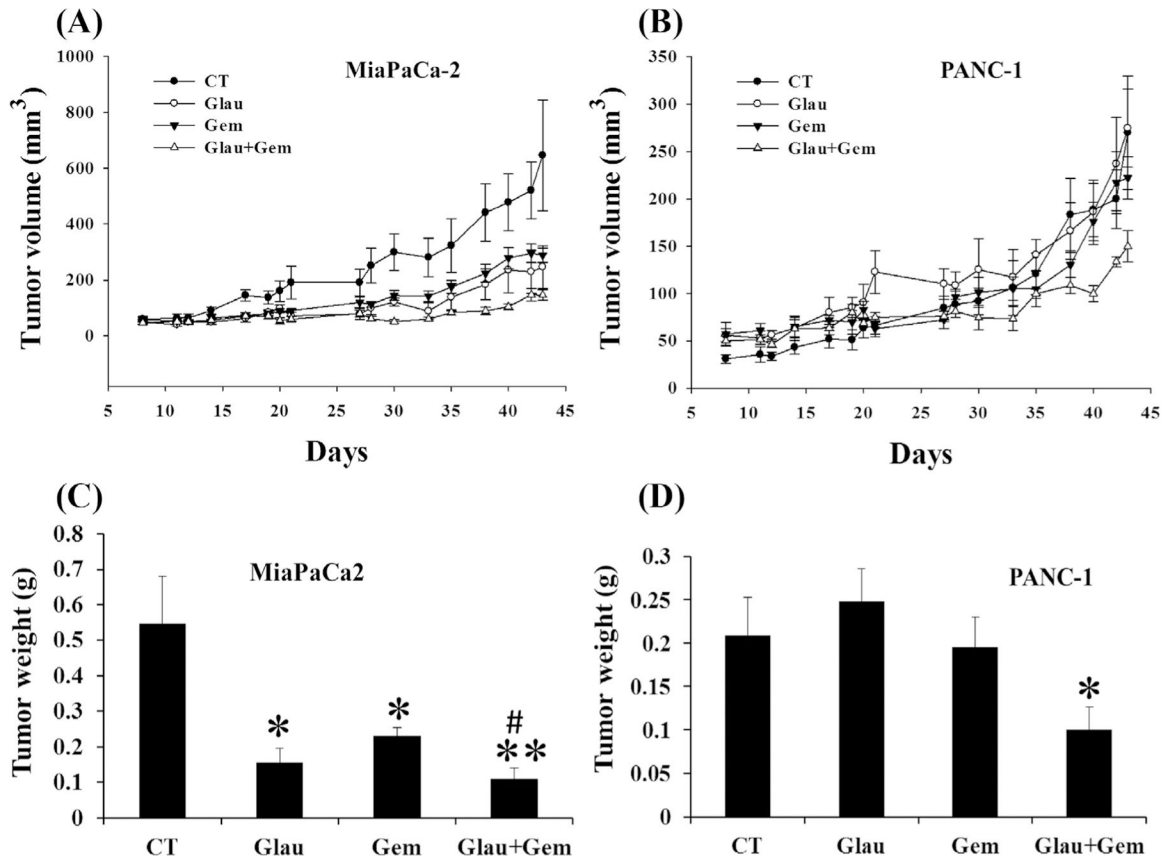 (A)
MiaPaCa-2
CT
Glau
Gem
Glau+Gem
Tumor volume (mm³)
1000
800
600
400
200
0
5 10 15 20 25 30 35 40 45
Days
(B)
PANC-1
CT
Glau
Gem
Glau+Gem
Tumor volume (mm³)
350
300
250
200
150
100
50
0
5 10 15 20 25 30 35 40 45
Days
(C)
MiaPaCa2
Tumor weight (g)
0.8
0.7
0.6
0.5
0.4
0.3
0.2
0.1
0
*
*
#
**
CT Glau Gem Glau+Gem
(D)
PANC-1
Tumor weight (g)
0.3
0.25
0.2
0.15
0.1
0.05
0
*
CT Glau Gem Glau+Gem